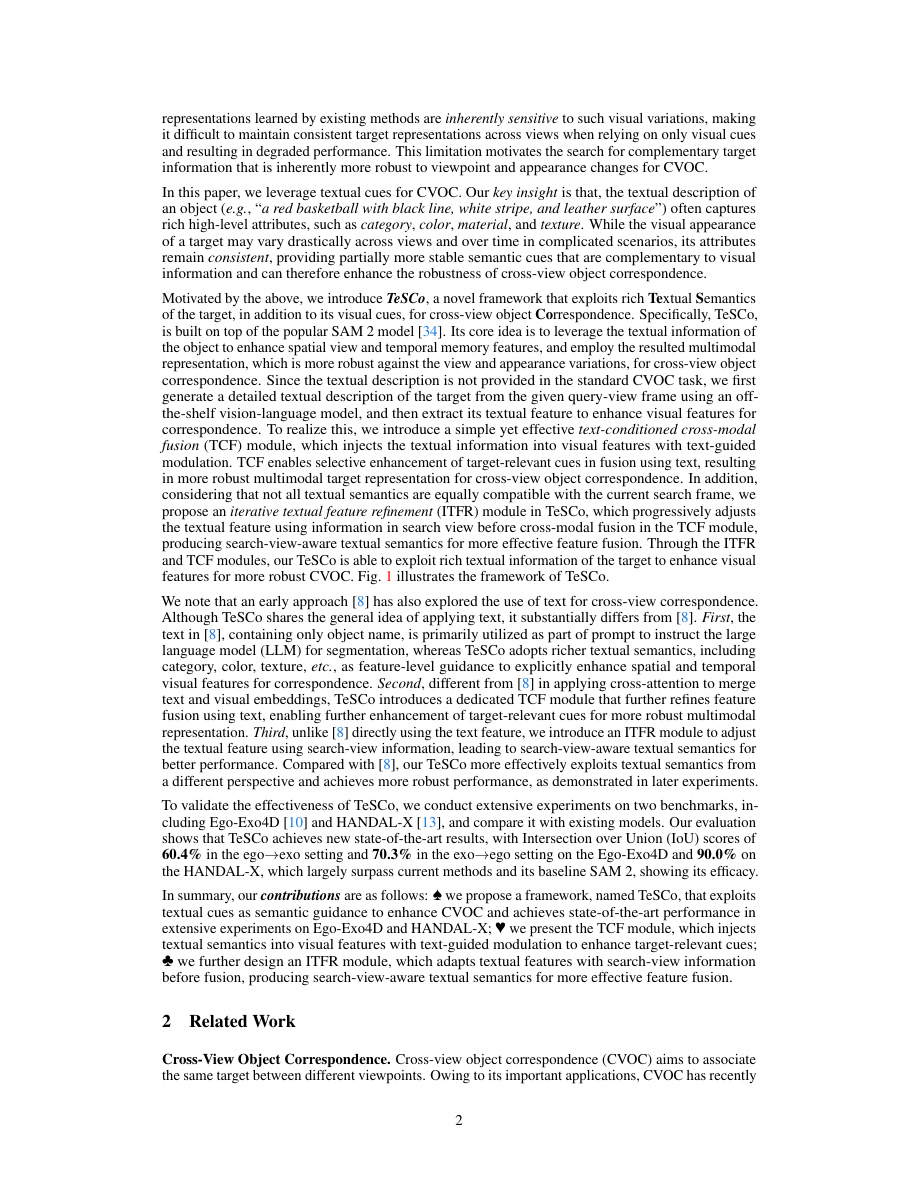 representations learned by existing methods are inherently sensitive to such visual variations, making
it difficult to maintain consistent target representations across views when relying on only visual cues
and resulting in degraded performance. This limitation motivates the search for complementary target
information that is inherently more robust to viewpoint and appearance changes for CVOC.
In this paper, we leverage textual cues for CVOC. Our key insight is that, the textual description of
an object (e.g., “a red basketball with black line, white stripe, and leather surface”) often captures
rich high-level attributes, such as category, color, material, and texture. While the visual appearance
of a target may vary drastically across views and over time in complicated scenarios, its attributes
remain consistent, providing partially more stable semantic cues that are complementary to visual
information and can therefore enhance the robustness of cross-view object correspondence.
Motivated by the above, we introduce TeSCo, a novel framework that exploits rich Textual Semantics
of the target, in addition to its visual cues, for cross-view object Correspondence. Specifically, TeSCo,
is built on top of the popular SAM 2 model [34]. Its core idea is to leverage the textual information of
the object to enhance spatial view and temporal memory features, and employ the resulted multimodal
representation, which is more robust against the view and appearance variations, for cross-view object
correspondence. Since the textual description is not provided in the standard CVOC task, we first
generate a detailed textual description of the target from the given query-view frame using an off-
the-shelf vision-language model, and then extract its textual feature to enhance visual features for
correspondence. To realize this, we introduce a simple yet effective text-conditioned cross-modal
fusion (TCF) module, which injects the textual information into visual features with text-guided
modulation. TCF enables selective enhancement of target-relevant cues in fusion using text, resulting
in more robust multimodal target representation for cross-view object correspondence. In addition,
considering that not all textual semantics are equally compatible with the current search frame, we
propose an iterative textual feature refinement (ITFR) module in TeSCo, which progressively adjusts
the textual feature using information in search view before cross-modal fusion in the TCF module,
producing search-view-aware textual semantics for more effective feature fusion. Through the ITFR
and TCF modules, our TeSCo is able to exploit rich textual information of the target to enhance visual
features for more robust CVOC. Fig. 1 illustrates the framework of TeSCo.
We note that an early approach [8] has also explored the use of text for cross-view correspondence.
Although TeSCo shares the general idea of applying text, it substantially differs from [8]. First, the
text in [8], containing only object name, is primarily utilized as part of prompt to instruct the large
language model (LLM) for segmentation, whereas TeSCo adopts richer textual semantics, including
category, color, texture, etc., as feature-level guidance to explicitly enhance spatial and temporal
visual features for correspondence. Second, different from [8] in applying cross-attention to merge
text and visual embeddings, TeSCo introduces a dedicated TCF module that further refines feature
fusion using text, enabling further enhancement of target-relevant cues for more robust multimodal
representation. Third, unlike [8] directly using the text feature, we introduce an ITFR module to adjust
the textual feature using search-view information, leading to search-view-aware textual semantics for
better performance. Compared with [8], our TeSCo more effectively exploits textual semantics from
a different perspective and achieves more robust performance, as demonstrated in later experiments.
To validate the effectiveness of TeSCo, we conduct extensive experiments on two benchmarks, in-
cluding Ego-Exo4D [10] and HANDAL-X [13], and compare it with existing models. Our evaluation
shows that TeSCo achieves new state-of-the-art results, with Intersection over Union (IoU) scores of
60.4% in the ego→exo setting and 70.3% in the exo→ego setting on the Ego-Exo4D and 90.0% on
the HANDAL-X, which largely surpass current methods and its baseline SAM 2, showing its efficacy.
In summary, our contributions are as follows: ♠ we propose a framework, named TeSCo, that exploits
textual cues as semantic guidance to enhance CVOC and achieves state-of-the-art performance in
extensive experiments on Ego-Exo4D and HANDAL-X; ♥ we present the TCF module, which injects
textual semantics into visual features with text-guided modulation to enhance target-relevant cues;
♣ we further design an ITFR module, which adapts textual features with search-view information
before fusion, producing search-view-aware textual semantics for more effective feature fusion.
2 Related Work
Cross-View Object Correspondence. Cross-view object correspondence (CVOC) aims to associate
the same target between different viewpoints. Owing to its important applications, CVOC has recently
2